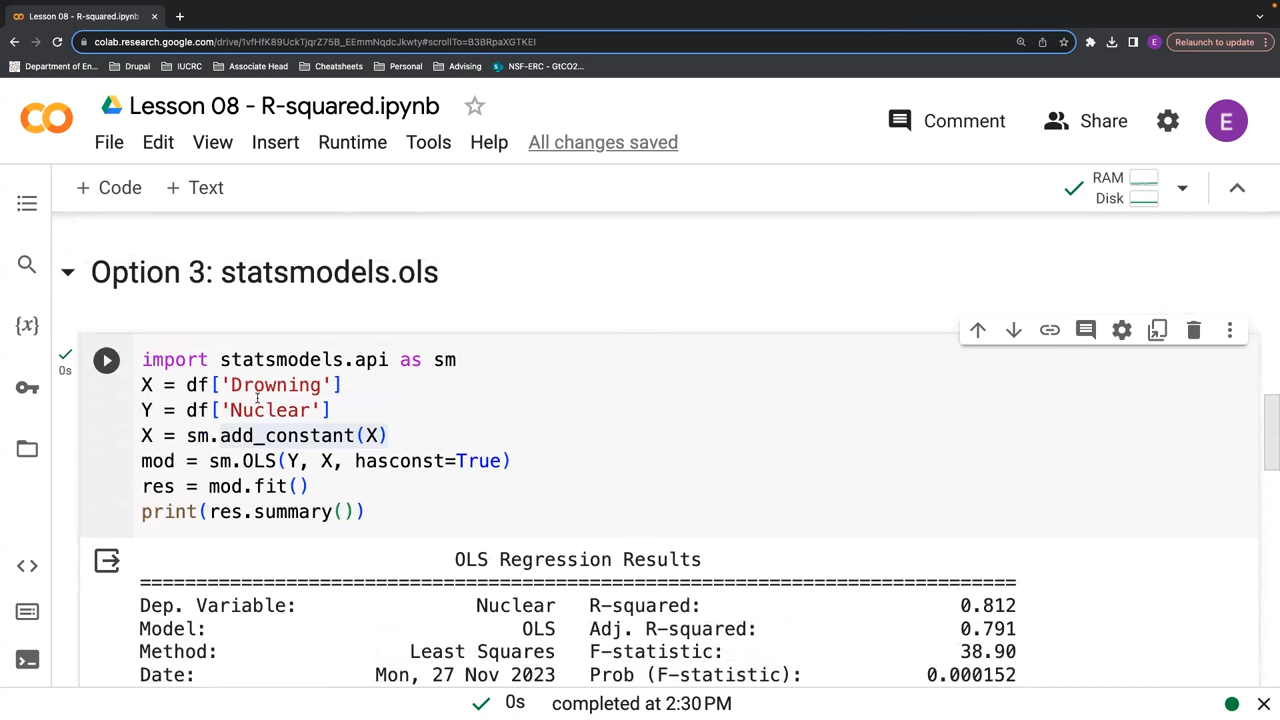 Lesson 08 - R-squared.ipynb
colab.research.google.com/drive/1vfHfK89UckTjqrZ75B_EEmmNqdcJkwty#scrollTo=B3BRpaXGTKEI
E
Relaunch to update
Department of En...
Drupal
IUCRC
Associate Head
Cheatsheets
Personal
Advising
NSF-ERC - GtCO2...
Lesson 08 - R-squared.ipynb
Comment
Share
E
File Edit View Insert Runtime Tools Help All changes saved
+ Code + Text
RAM
Disk
Option 3: statsmodels.ols
0s
import statsmodels.api as sm
X = df['Drowning']
Y = df['Nuclear']
X = sm.add_constant(X)
mod = sm.OLS(Y, X, hasconst=True)
res = mod.fit()
print(res.summary())
OLS Regression Results
==============================================================================
Dep. Variable: Nuclear R-squared: 0.812
Model: OLS Adj. R-squared: 0.791
Method: Least Squares F-statistic: 38.90
Date: Mon, 27 Nov 2023 Prob (F-statistic): 0.000152
0s completed at 2:30 PM